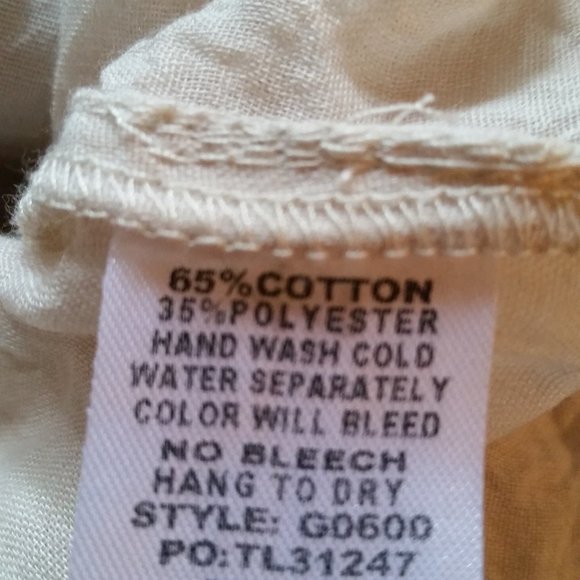 65%COTTON
35%POLYESTER
HAND WASH COLD
WATER SEPARATELY
COLOR WILL BLEED
NO BLEECH
HANG TO DRY
STYLE: G0600
PO:TL31247